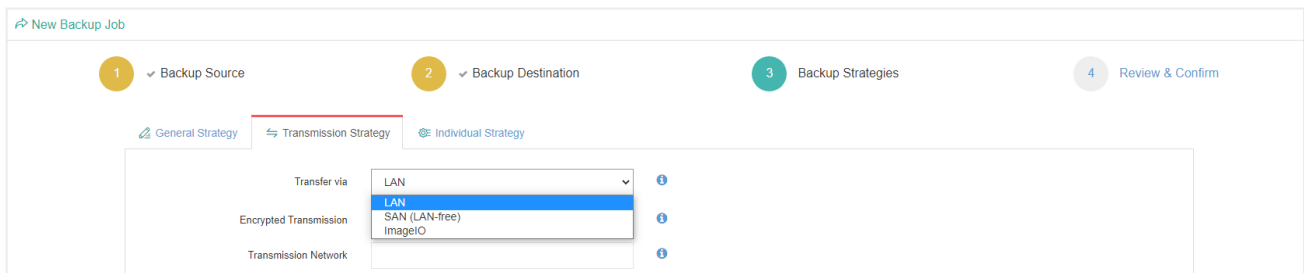 New Backup Job
1 Backup Source 2 Backup Destination 3 Backup Strategies 4 Review & Confirm
General Strategy Transmission Strategy Individual Strategy
Transfer via LAN
LAN
Encrypted Transmission SAN (LAN-free)
ImageIO
Transmission Network